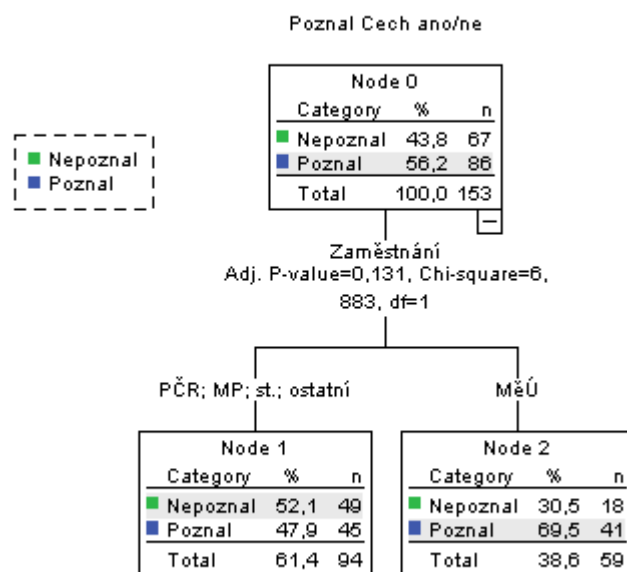 Poznal Cech ano/ne
Nepoznal
Poznal
Node 0
Category % n
Nepoznal 43,8 67
Poznal 56,2 86
Total 100,0 153
Zaměstnání
Adj. P-value=0,131, Chi-square=6,
883, df=1
PČR; MP; st.; ostatní
MěÚ
Node 1
Category % n
Nepoznal 52,1 49
Poznal 47,9 45
Total 61,4 94
Node 2
Category % n
Nepoznal 30,5 18
Poznal 69,5 41
Total 38,6 59